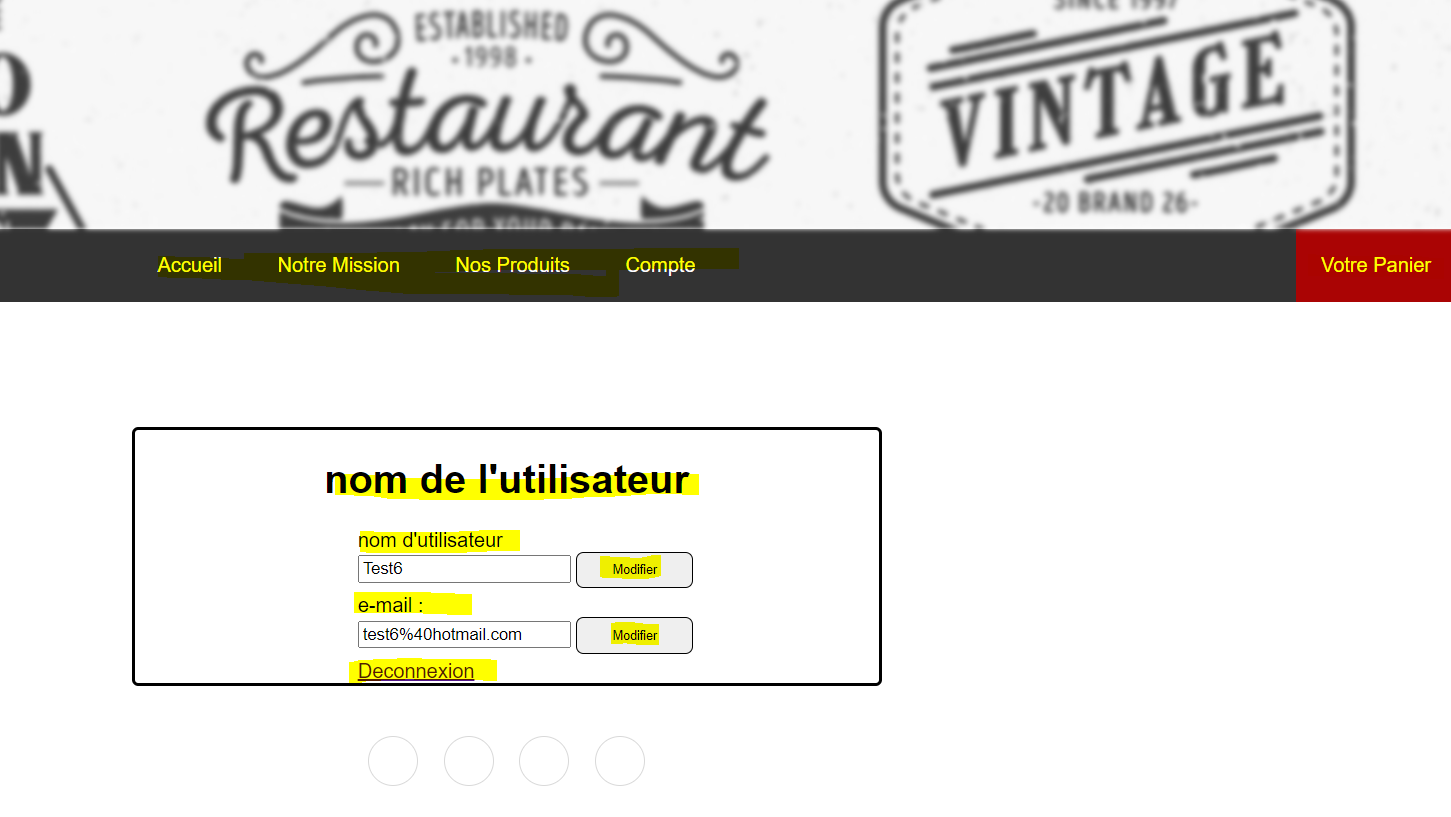 ESTABLISHED
·1998·
Restaurant
RICH PLATES
SINCE 1997
VINTAGE
-20 BRAND 26-
Accueil Notre Mission Nos Produits Compte Votre Panier
nom de l'utilisateur
nom d'utilisateur
Test6 Modifier
e-mail :
test6%40hotmail.com Modifier
Deconnexion